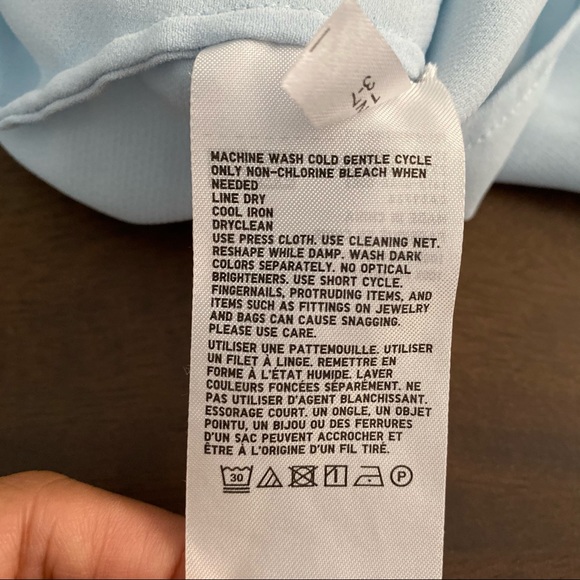 3-7
MACHINE WASH COLD GENTLE CYCLE
ONLY NON-CHLORINE BLEACH WHEN
NEEDED
LINE DRY
COOL IRON
DRYCLEAN
USE PRESS CLOTH. USE CLEANING NET.
RESHAPE WHILE DAMP. WASH DARK
COLORS SEPARATELY. NO OPTICAL
BRIGHTENERS. USE SHORT CYCLE.
FINGERNAILS, PROTRUDING ITEMS, AND
ITEMS SUCH AS FITTINGS ON JEWELRY
AND BAGS CAN CAUSE SNAGGING.
PLEASE USE CARE.
UTILISER UNE PATTEMOUILLE. UTILISER
UN FILET À LINGE. REMETTRE EN
FORME À L'ÉTAT HUMIDE. LAVER
COULEURS FONCÉES SÉPARÉMENT. NE
PAS UTILISER D'AGENT BLANCHISSANT.
ESSORAGE COURT. UN ONGLE, UN OBJET
POINTU, UN BIJOU OU DES FERRURES
D'UN SAC PEUVENT ACCROCHER ET
ÊTRE À L'ORIGINE D'UN FIL TIRÉ.
30 1 P